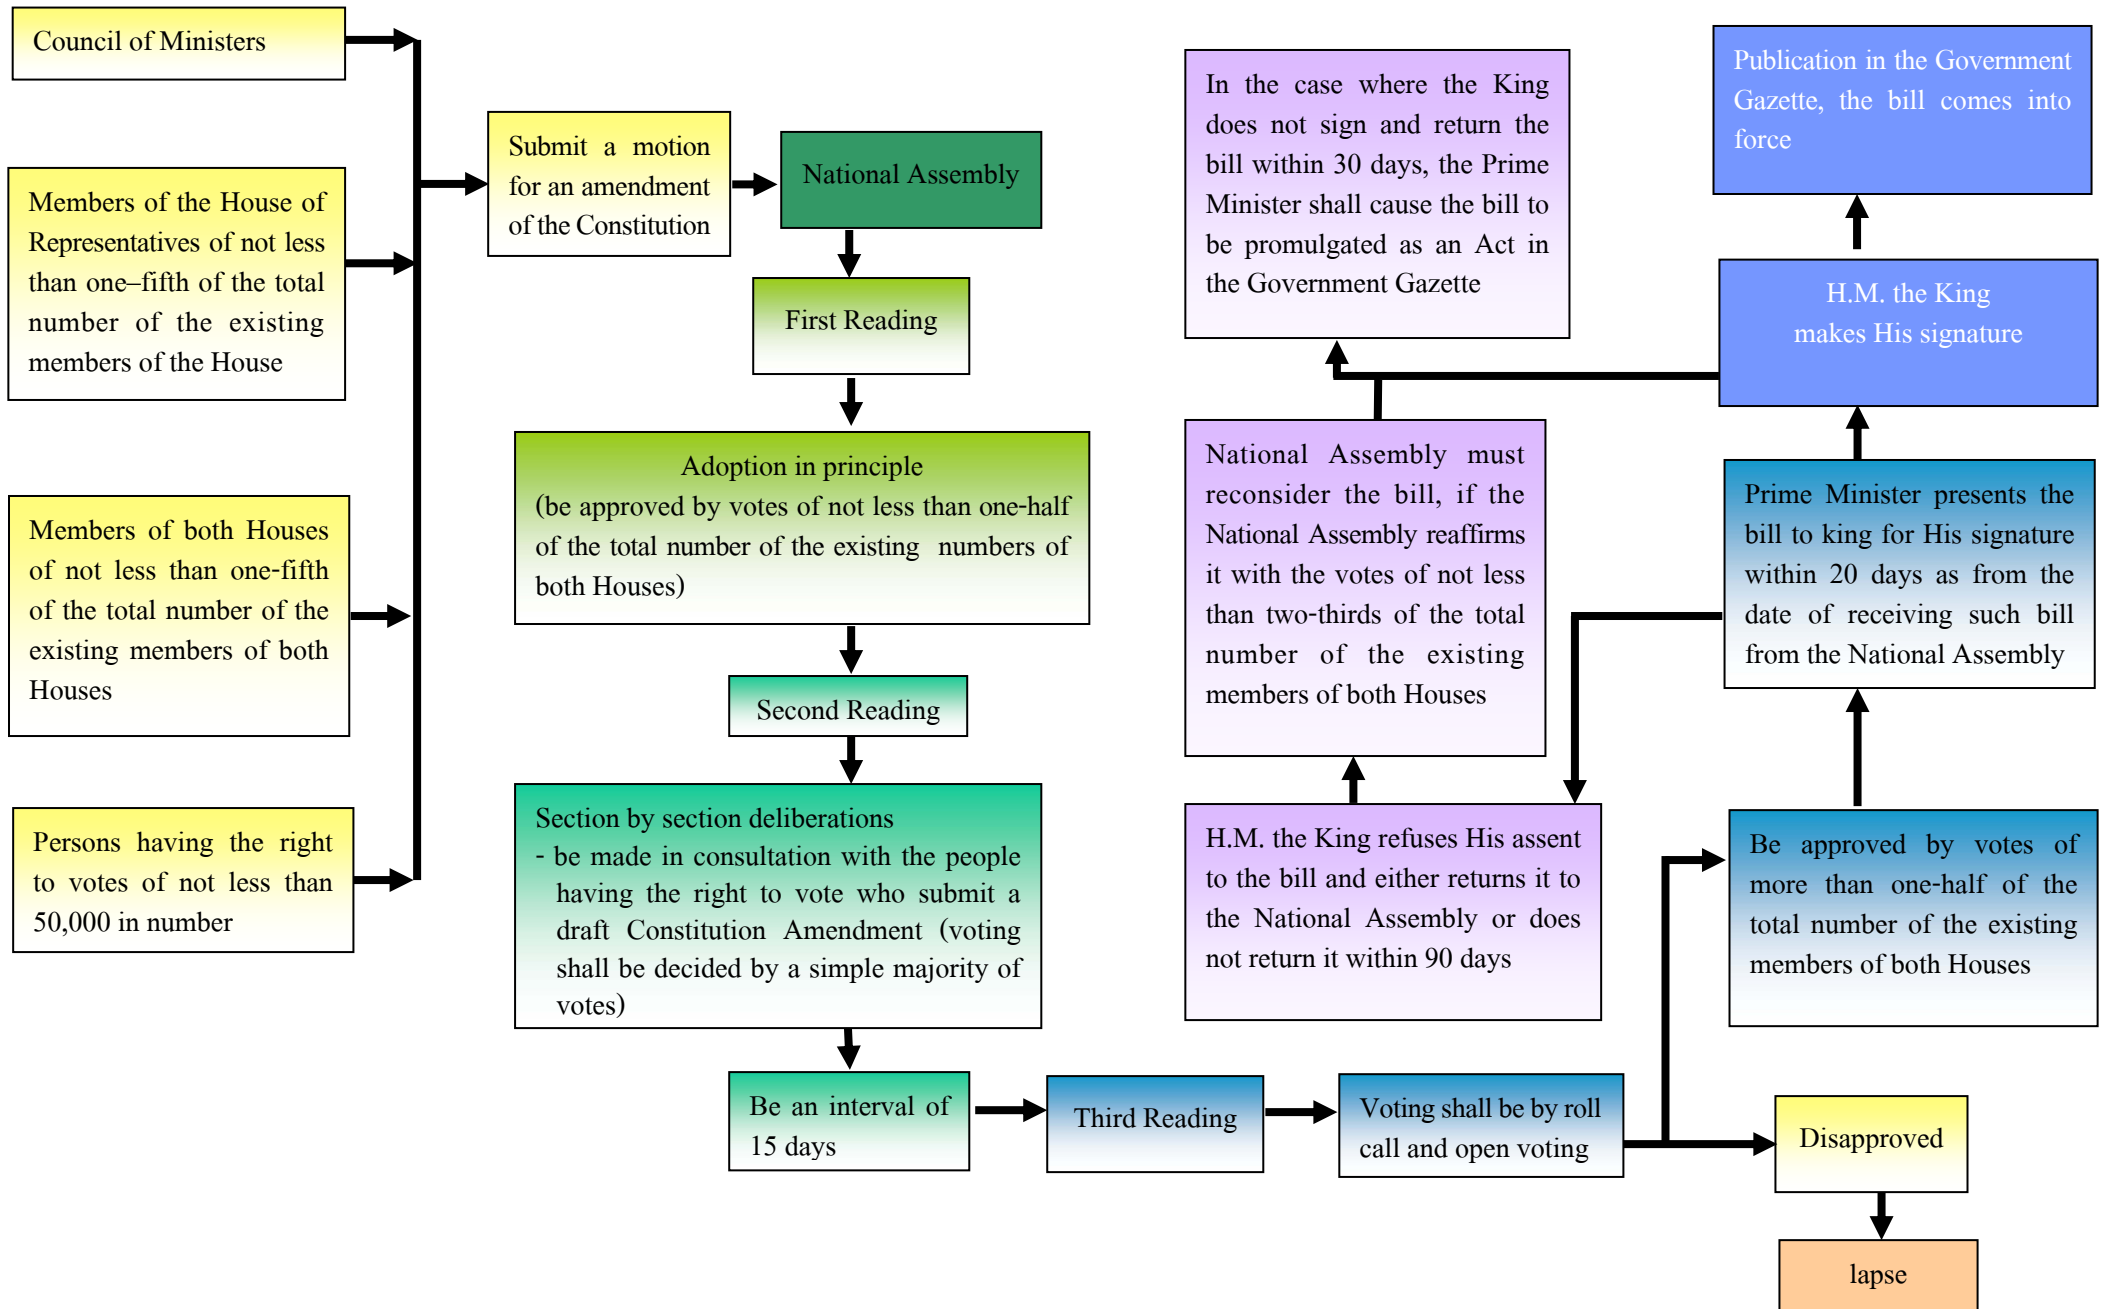 Council of Ministers
Members of the House of
Representatives of not less
than one–fifth of the total
number of the existing
members of the House
Members of both Houses
of not less than one-fifth
of the total number of the
existing members of both
Houses
Persons having the right
to votes of not less than
50,000 in number
Submit a motion
for an amendment
of the Constitution
National Assembly
First Reading
Adoption in principle
(be approved by votes of not less than one-half
of the total number of the existing numbers of
both Houses)
Second Reading
Section by section deliberations
- be made in consultation with the people
having the right to vote who submit a
draft Constitution Amendment (voting
shall be decided by a simple majority of
votes)
Be an interval of
15 days
Third Reading
Voting shall be by roll
call and open voting
Disapproved
lapse
Be approved by votes of
more than one-half of the
total number of the existing
members of both Houses
Prime Minister presents the
bill to king for His signature
within 20 days as from the
date of receiving such bill
from the National Assembly
H.M. the King
makes His signature
Publication in the Government
Gazette, the bill comes into
force
H.M. the King refuses His assent
to the bill and either returns it to
the National Assembly or does
not return it within 90 days
National Assembly must
reconsider the bill, if the
National Assembly reaffirms
it with the votes of not less
than two-thirds of the total
number of the existing
members of both Houses
In the case where the King
does not sign and return the
bill within 30 days, the Prime
Minister shall cause the bill to
be promulgated as an Act in
the Government Gazette